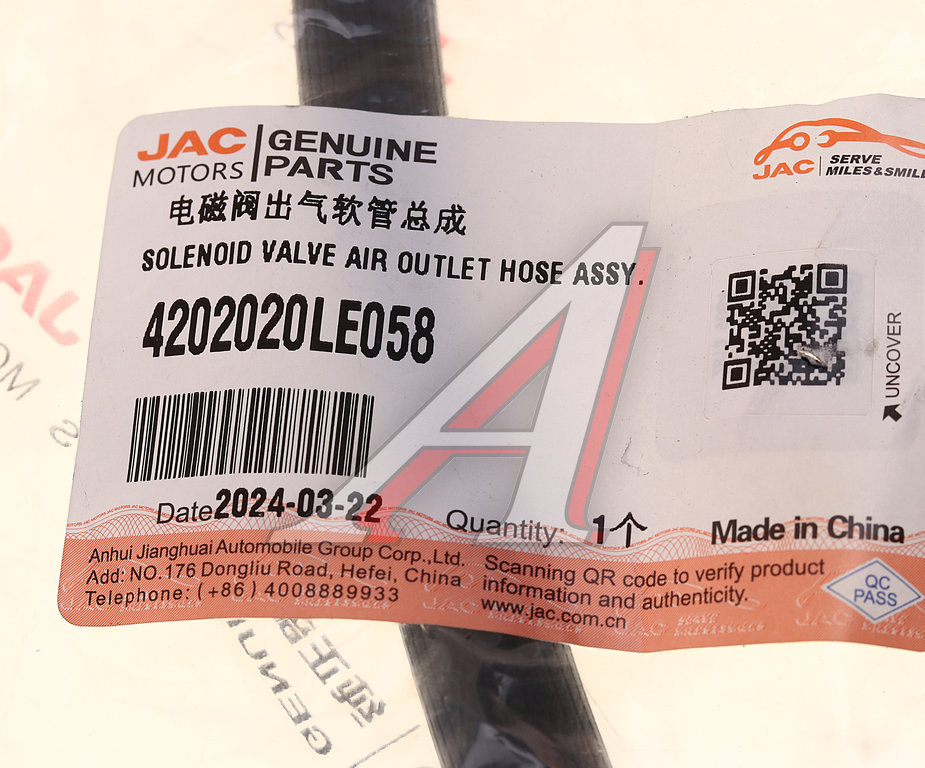 JAC MOTORS
GENUINE PARTS
电磁阀出气软管总成
SOLENOID VALVE AIR OUTLET HOSE ASSY.
4202020LE058
JAC
SERVE
MILES&SMILE
UNCOVER
Date 2024-03-22
Quantity: 1个
Made in China
Anhui Jianghuai Automobile Group Corp.,Ltd.
Add: NO.176 Dongliu Road, Hefei, China
Telephone: (+86) 4008889933
Scanning QR code to verify product
information and authenticity.
www.jac.com.cn
QC
PASS
纯正
GENU